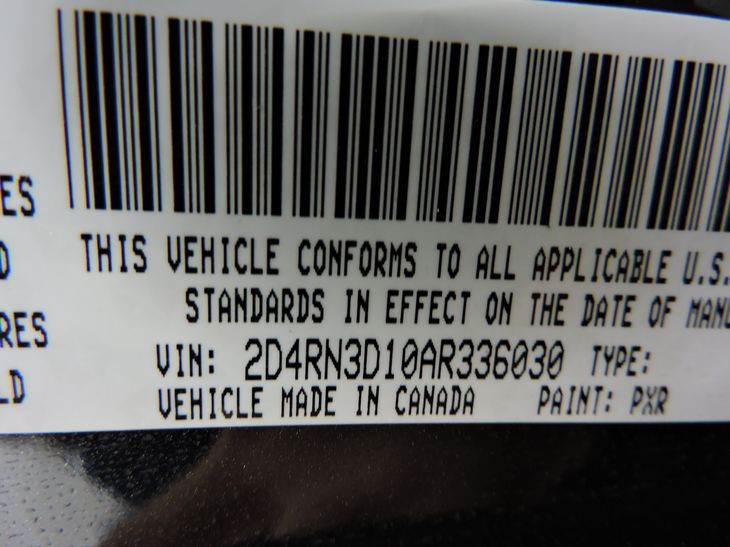 ES
THIS VEHICLE CONFORMS TO ALL APPLICABLE U.S.
D
STANDARDS IN EFFECT ON THE DATE OF MANU
RES
VIN: 2D4RN3D10AR336030 TYPE:
LD
VEHICLE MADE IN CANADA PAINT: PXR